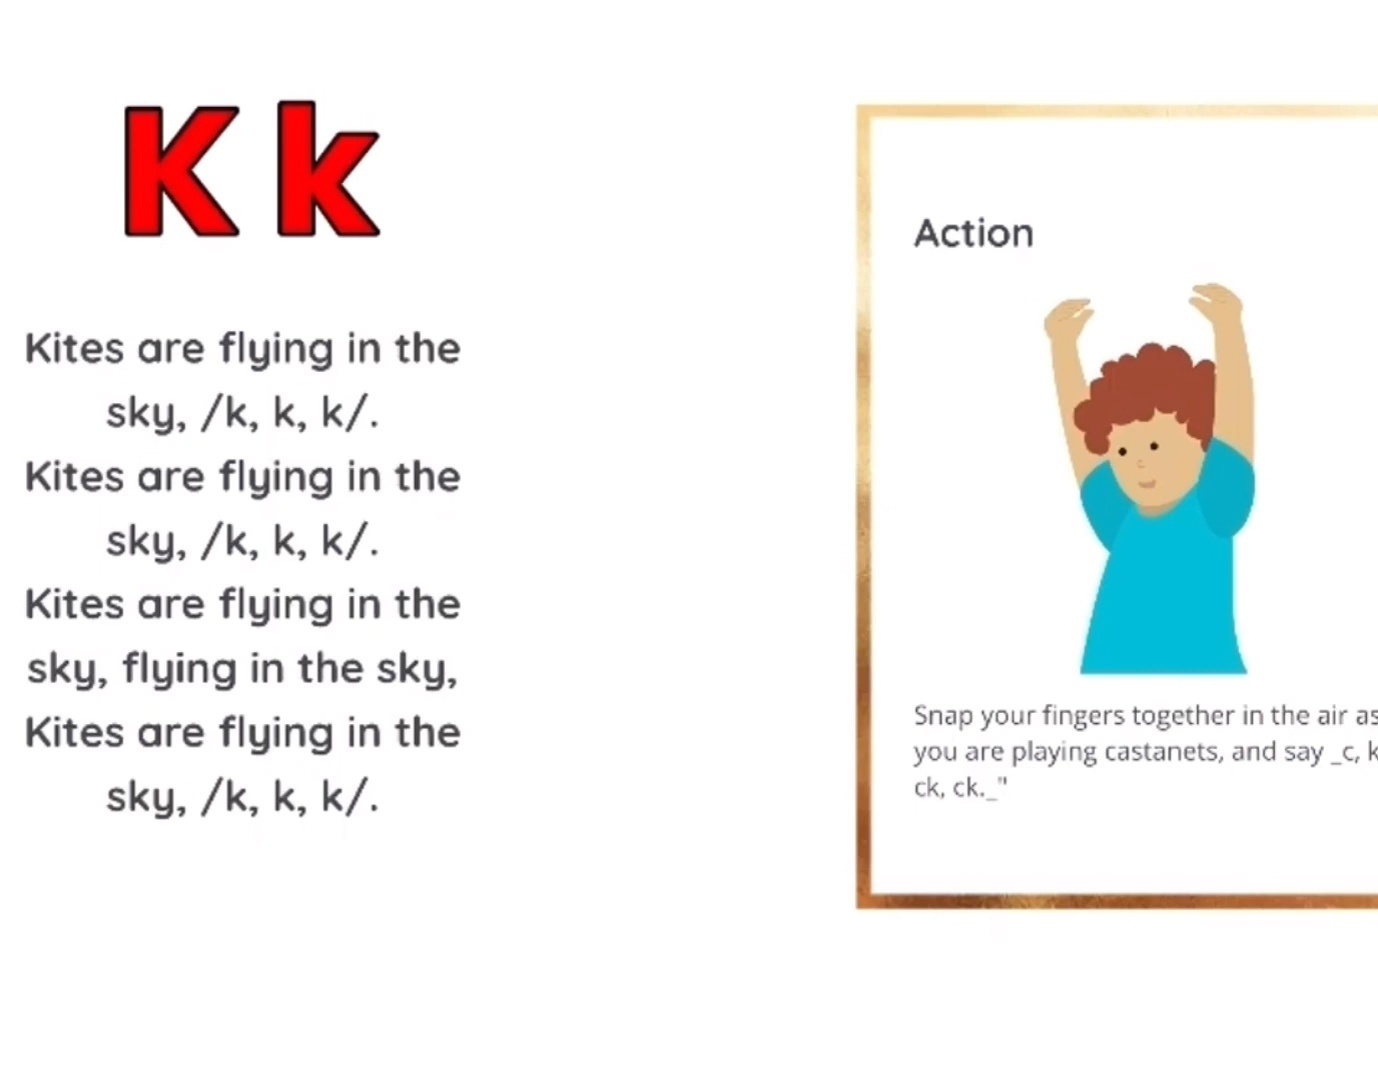 K k
Kites are flying in the
sky, /k, k, k/.
Kites are flying in the
sky, /k, k, k/.
Kites are flying in the
sky, flying in the sky,
Kites are flying in the
sky, /k, k, k/.
Action
Snap your fingers together in the air as
you are playing castanets, and say _c, k
ck, ck._"